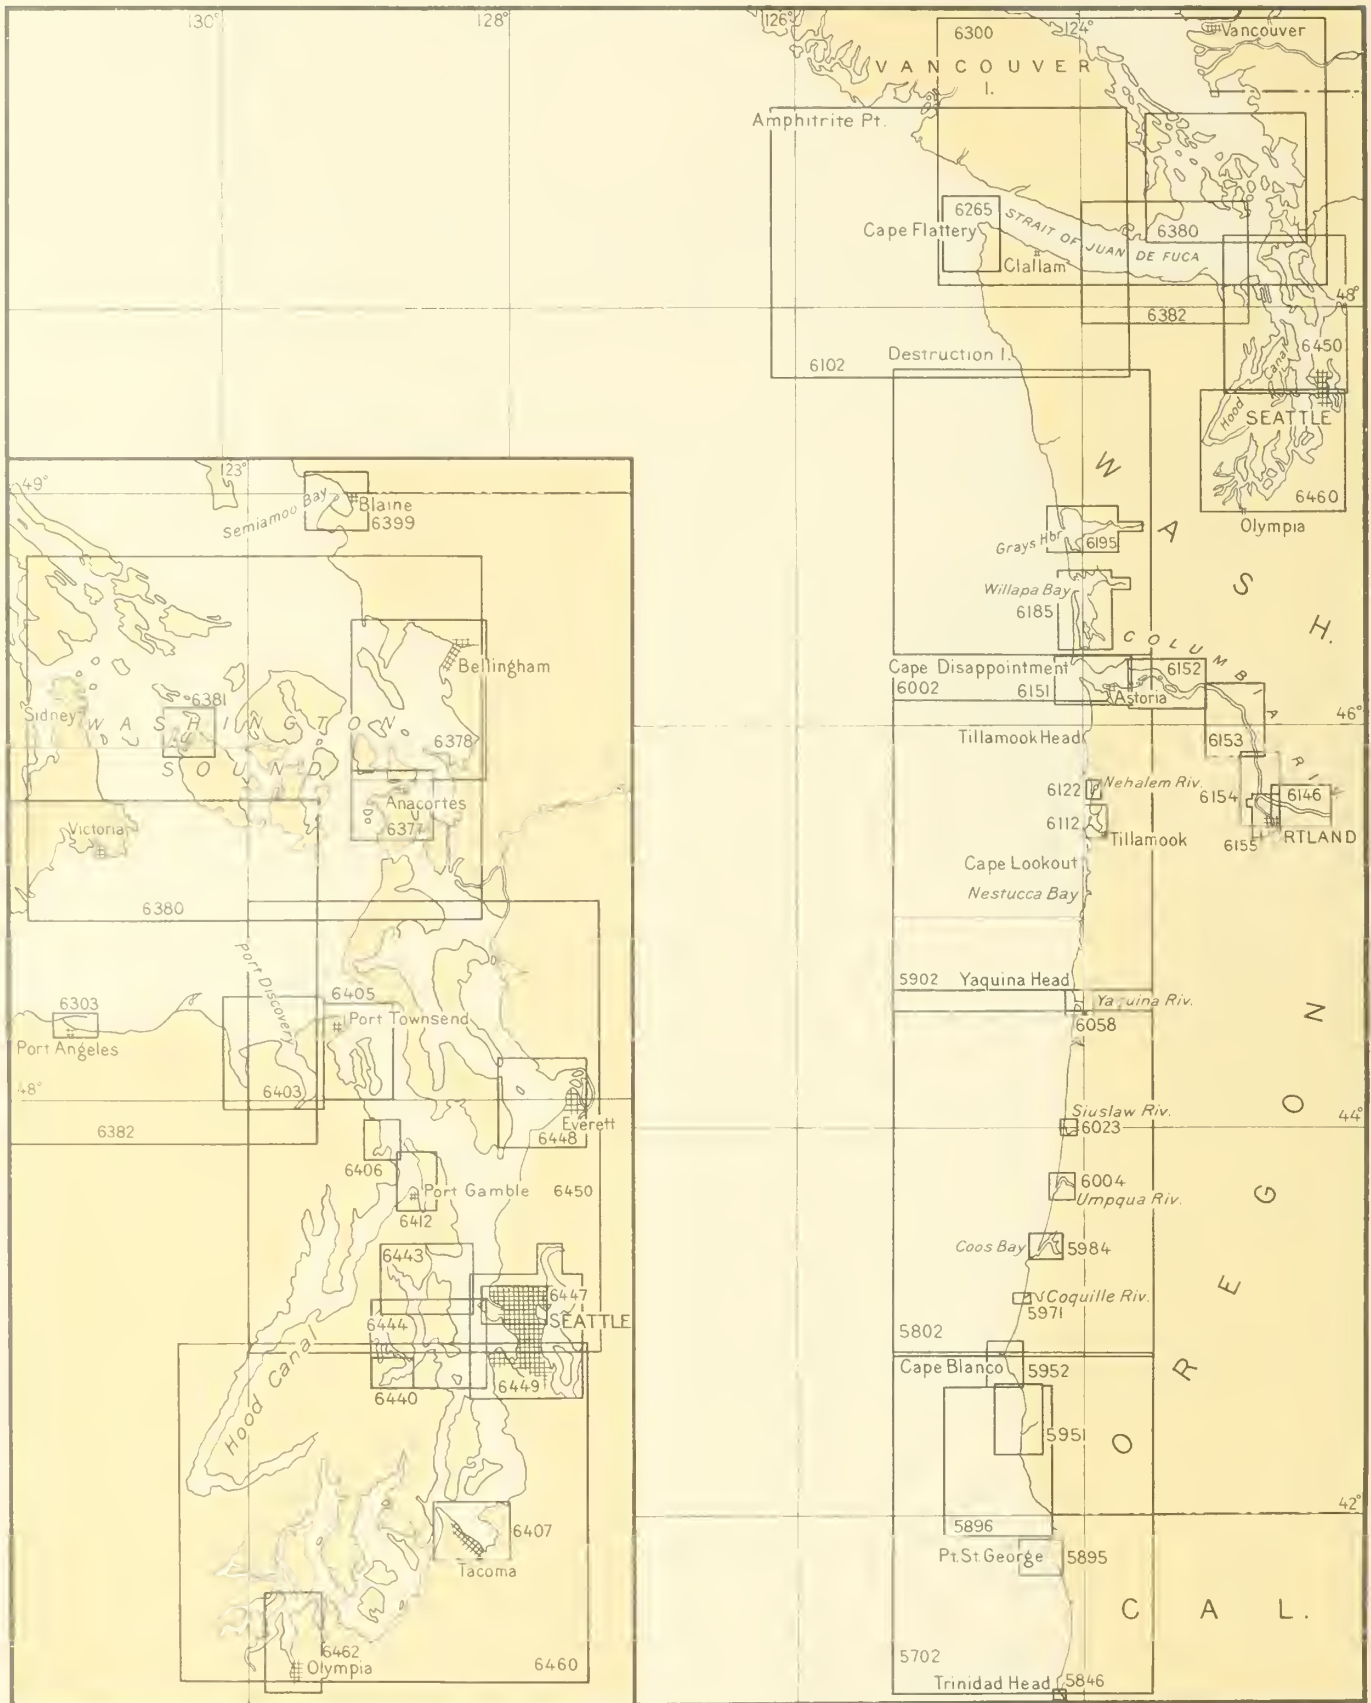 130°
128°
126°
124°
6300
Vancouver
VANCOUVER
I.
Amphitrite Pt.
6265
STRAIT OF JUAN DE FUCA
Cape Flattery
Clallam
6380
48°
6382
6450
Destruction I.
6102
Hood Canal
SEATTLE
6460
Olympia
WASH.
Grays Hbr
6195
Willapa Bay
6185
COLUMBIA RI
Cape Disappointment
6002
6151
6152
Astoria
46°
Tillamook Head
6153
6122
Nehalem Riv.
6154
6146
6112
Tillamook
6155
RTLAND
Cape Lookout
Nestucca Bay
5902
Yaquina Head
Yaquina Riv.
6058
OREGON
Siuslaw Riv.
6023
44°
6004
Umpqua Riv.
Coos Bay
5984
Coquille Riv.
5971
5802
Cape Blanco
5952
5951
42°
5896
Pt. St. George
5895
CAL.
5702
Trinidad Head
5846
123°
49°
Semiamoo Bay
Blaine
6399
Bellingham
6381
Sidney
WASHINGTON
SOUND
6378
Anacortes
6377
Victoria
6380
Port Discovery
6405
6303
Port Townsend
Port Angeles
48°
6403
Everett
6382
6448
6406
Port Gamble
6450
6412
6443
6447
SEATTLE
6444
6449
6440
Hood Canal
6407
Tacoma
6462
Olympia
6460